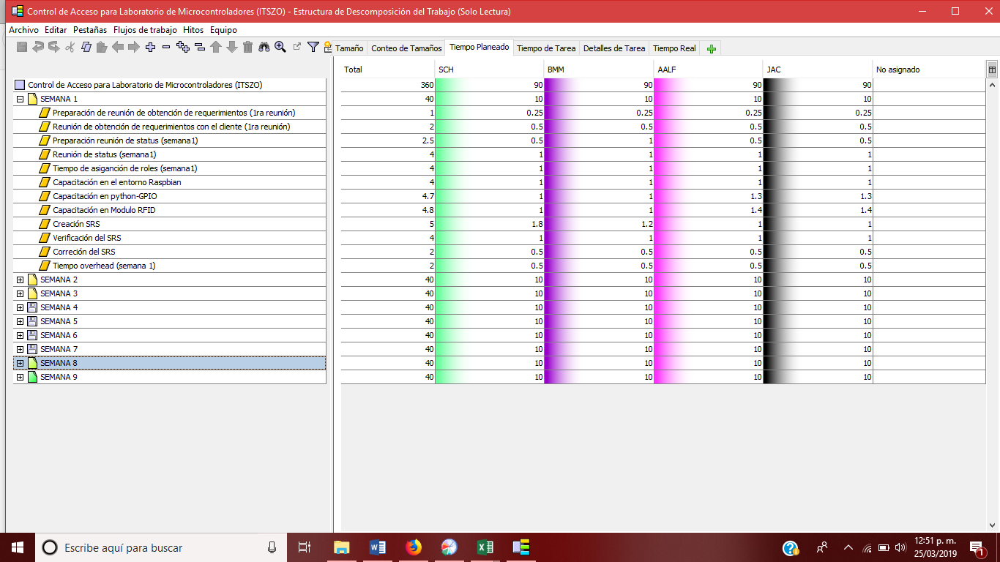 Control de Acceso para Laboratorio de Microcontroladores (ITSZO) - Estructura de Descomposición del Trabajo (Solo Lectura)
Archivo Editar Pestañas Flujos de trabajo Hitos Equipo
Tamaño Conteo de Tamaños Tiempo Planeado Tiempo de Tarea Detalles de Tarea Tiempo Real
Total SCH BMM AALF JAC No asignado
Control de Acceso para Laboratorio de Microcontroladores (ITSZO) 360 90 90 90 90
SEMANA 1 40 10 10 10 10
Preparación de reunión de obtención de requerimientos (1ra reunión) 1 0.25 0.25 0.25 0.25
Reunión de obtención de requerimientos con el cliente (1ra reunión) 2 0.5 0.5 0.5 0.5
Preparación reunión de status (semana1) 2.5 0.5 1 0.5 0.5
Reunión de status (semana1) 4 1 1 1 1
Tiempo de asigación de roles (semana1) 4 1 1 1 1
Capacitación en el entorno Raspbian 4 1 1 1 1
Capacitación en python-GPIO 4.7 1 1 1.3 1.3
Capacitación en Modulo RFID 4.8 1 1 1.4 1.4
Creación SRS 5 1.8 1.2 1 1
Verificación del SRS 4 1 1 1 1
Correción del SRS 2 0.5 0.5 0.5 0.5
Tiempo overhead (semana 1) 2 0.5 0.5 0.5 0.5
SEMANA 2 40 10 10 10 10
SEMANA 3 40 10 10 10 10
SEMANA 4 40 10 10 10 10
SEMANA 5 40 10 10 10 10
SEMANA 6 40 10 10 10 10
SEMANA 7 40 10 10 10 10
SEMANA 8 40 10 10 10 10
SEMANA 9 40 10 10 10 10
Escribe aquí para buscar
12:51 p. m.
25/03/2019
1